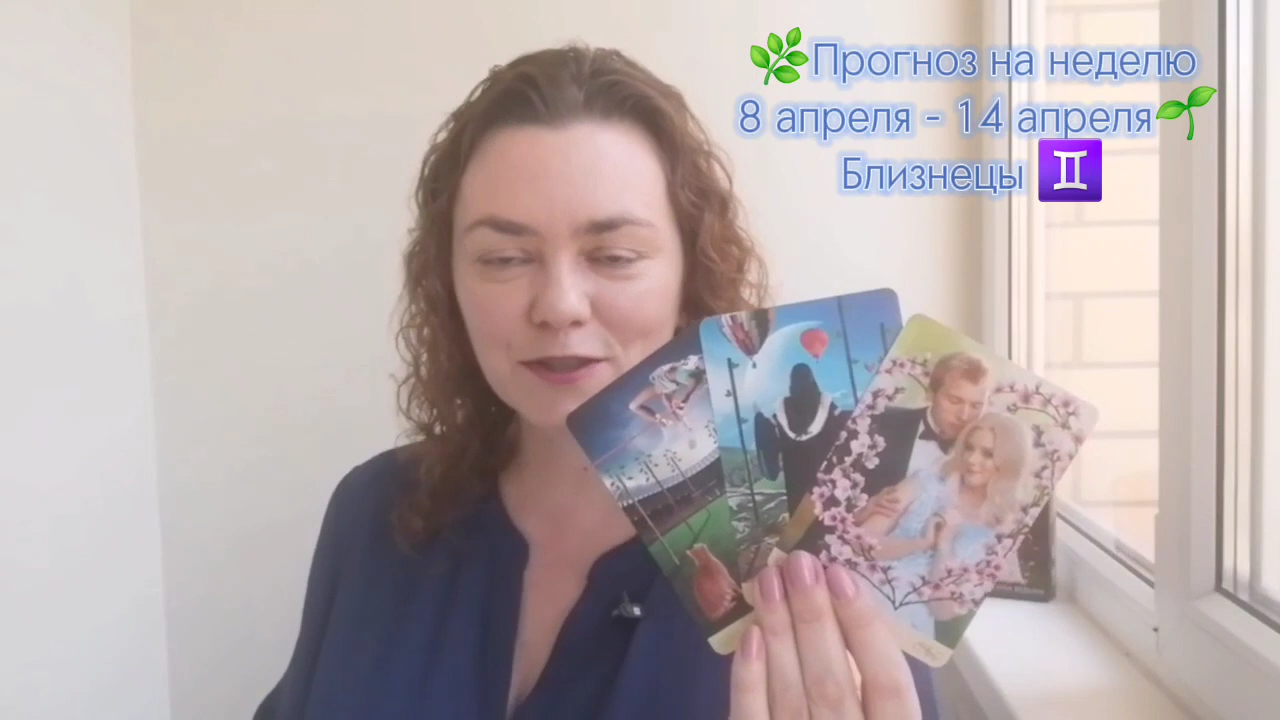 🌿Прогноз на неделю
8 апреля - 14 апреля🌱
Близнецы ♊